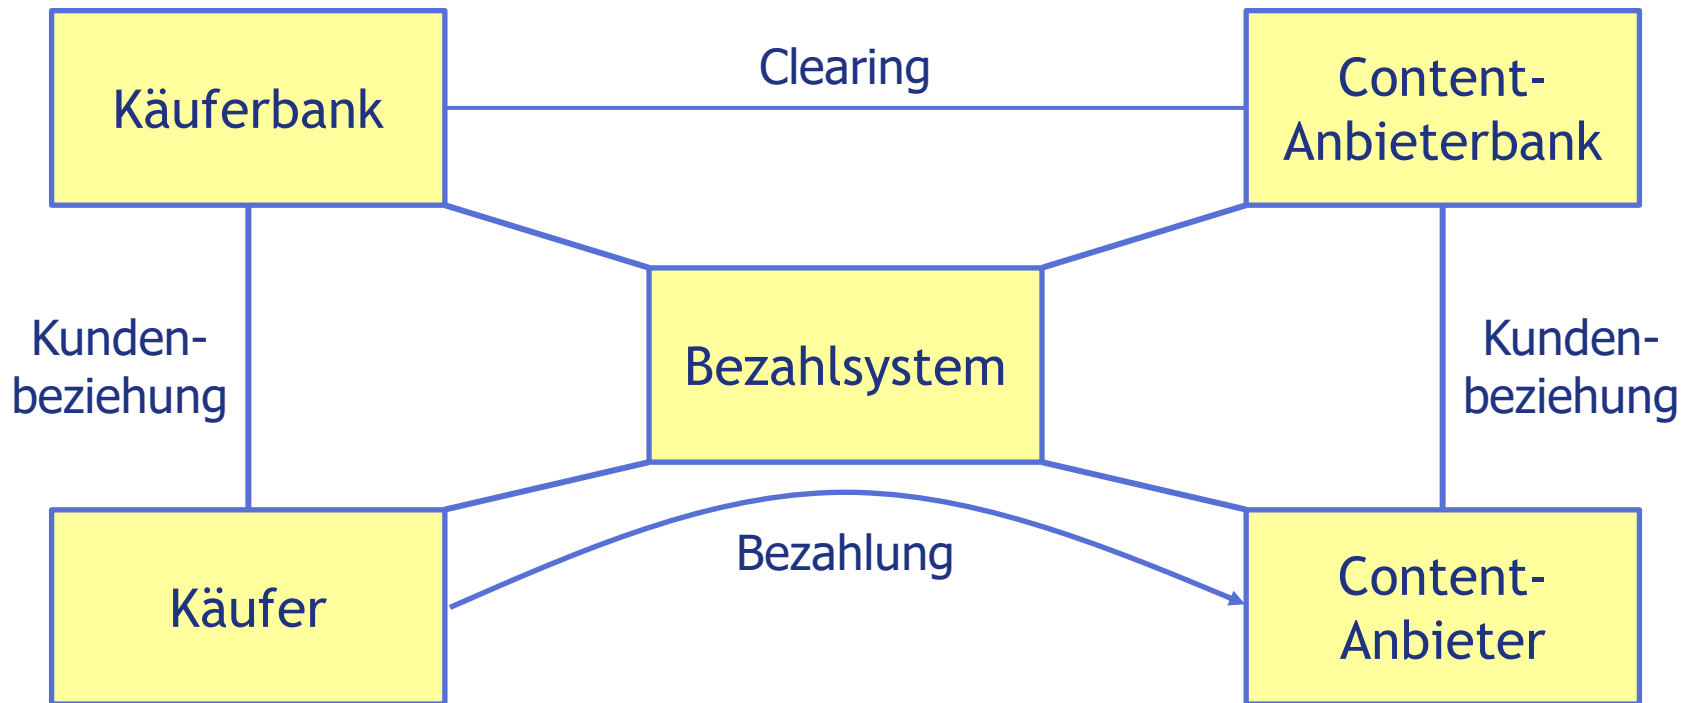 Käuferbank
Clearing
Content-
Anbieterbank
Kunden-
beziehung
Bezahlsystem
Kunden-
beziehung
Käufer
Bezahlung
Content-
Anbieter